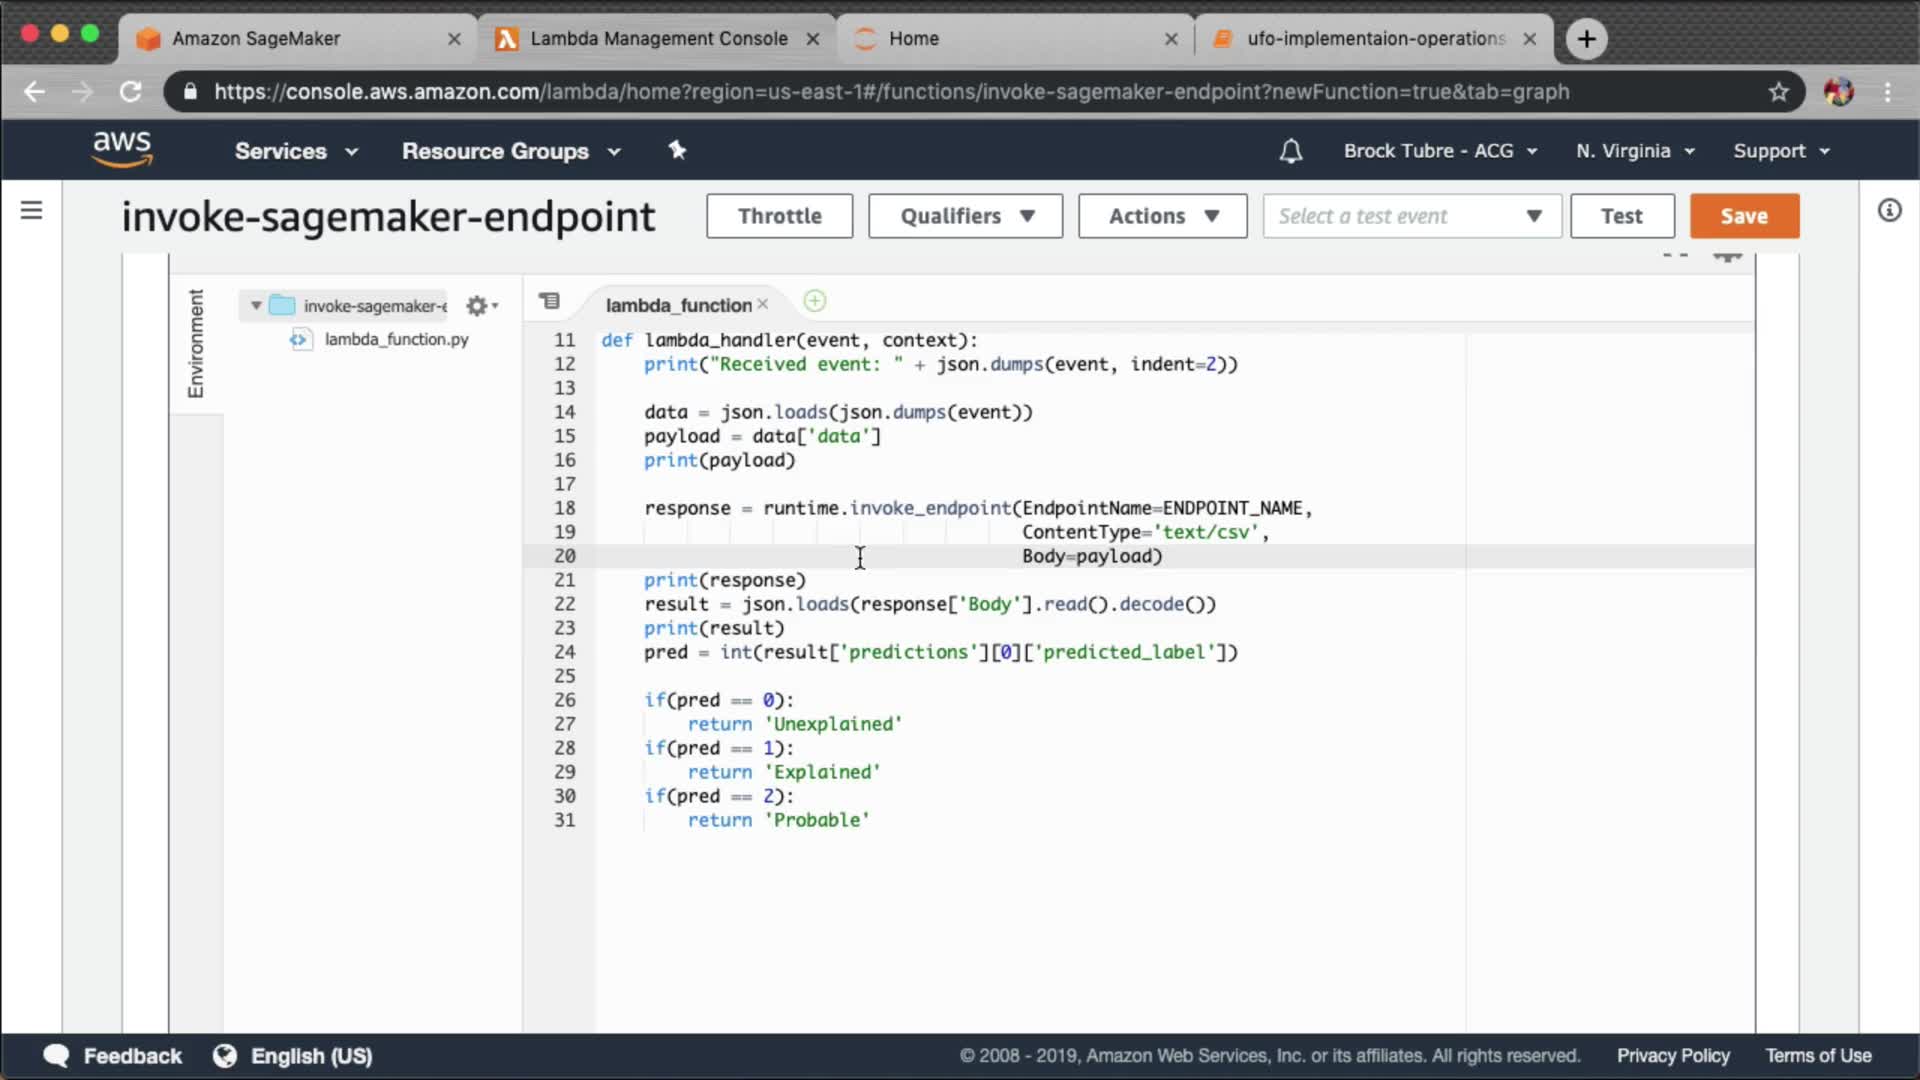 Amazon SageMaker
Lambda Management Console
Home
ufo-implementaion-operations
https://console.aws.amazon.com/lambda/home?region=us-east-1#/functions/invoke-sagemaker-endpoint?newFunction=true&tab=graph
aws Services Resource Groups Brock Tubre - ACG N. Virginia Support
invoke-sagemaker-endpoint Throttle Qualifiers Actions Select a test event Test Save
Environment
invoke-sagemaker-e
lambda_function.py
lambda_function
11 def lambda_handler(event, context):
12     print("Received event: " + json.dumps(event, indent=2))
13
14     data = json.loads(json.dumps(event))
15     payload = data['data']
16     print(payload)
17
18     response = runtime.invoke_endpoint(EndpointName=ENDPOINT_NAME,
19                                        ContentType='text/csv',
20                                        Body=payload)
21     print(response)
22     result = json.loads(response['Body'].read().decode())
23     print(result)
24     pred = int(result['predictions'][0]['predicted_label'])
25
26     if(pred == 0):
27         return 'Unexplained'
28     if(pred == 1):
29         return 'Explained'
30     if(pred == 2):
31         return 'Probable'
Feedback English (US) © 2008 - 2019, Amazon Web Services, Inc. or its affiliates. All rights reserved. Privacy Policy Terms of Use